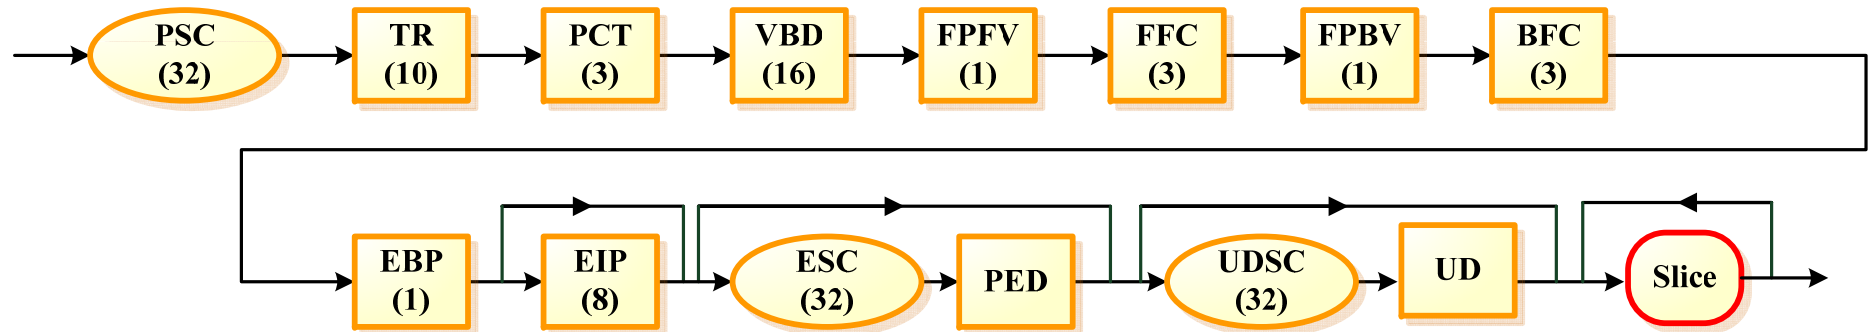 PSC
(32)
TR
(10)
PCT
(3)
VBD
(16)
FPFV
(1)
FFC
(3)
FPBV
(1)
BFC
(3)
EBP
(1)
EIP
(8)
ESC
(32)
PED
UDSC
(32)
UD
Slice